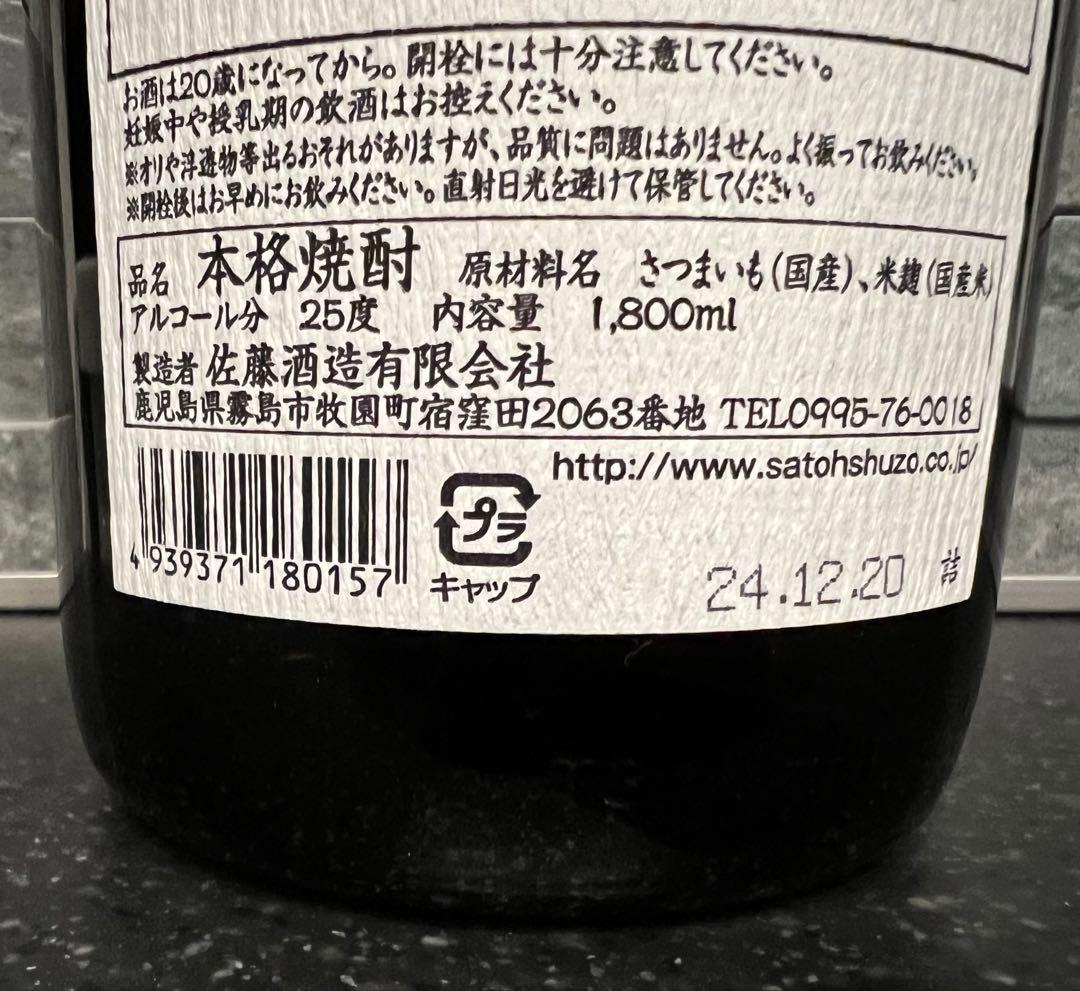 お酒は20歳になってから。開栓には十分注意してください。
妊娠中や授乳期の飲酒はお控えください。
※オリや浮遊物等出るおそれがありますが、品質に問題はありません。よく振ってお飲みください。
※開栓後はお早めにお飲みください。直射日光を避けて保管してください。
品名 本格焼酎 原材料名 さつまいも(国産)、米麹(国産米)
アルコール分 25度 内容量 1,800ml
製造者 佐藤酒造有限会社
鹿児島県霧島市牧園町宿窪田2063番地 TEL0995-76-0018
http://www.satohshuzo.co.jp/
4 939371 180157
プラ
キャップ
24.12.20 詰